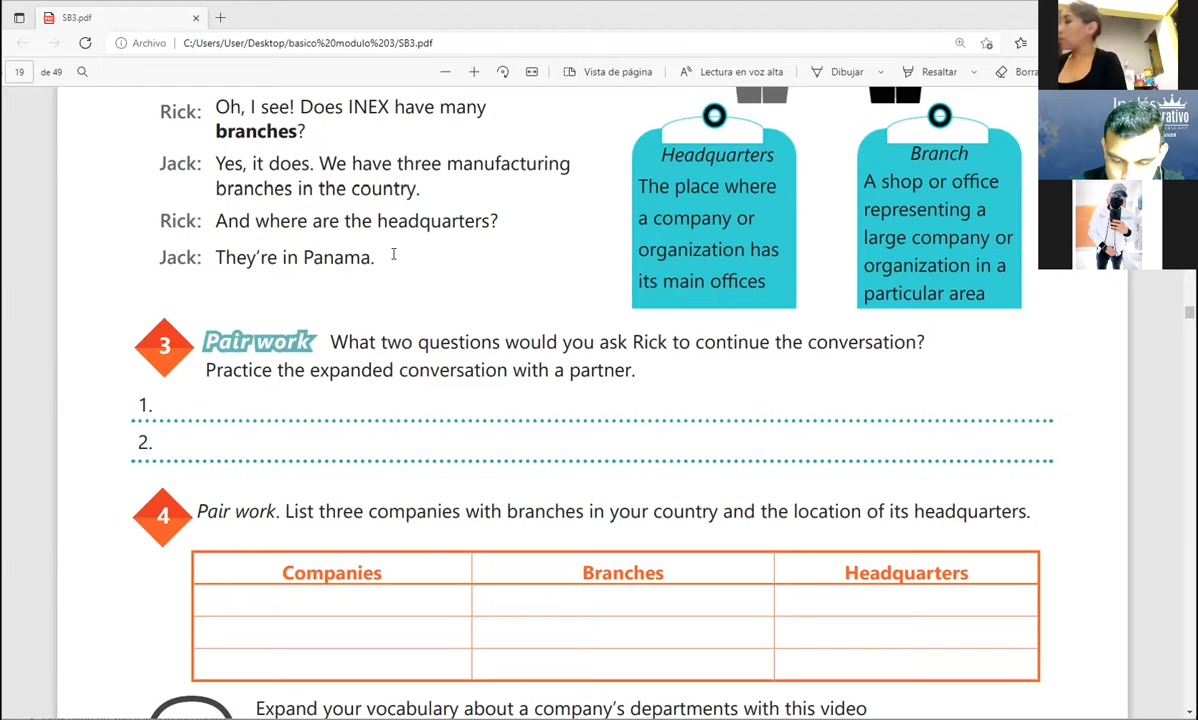 SB3.pdf
Archivo
C:/Users/User/Desktop/basico%20modulo%203/SB3.pdf
19
de 49
Vista de página
Lectura en voz alta
Dibujar
Resaltar
Borra
Rick: Oh, I see! Does INEX have many
branches?
Jack: Yes, it does. We have three manufacturing
branches in the country.
Rick: And where are the headquarters?
Jack: They're in Panama.
Headquarters
The place where
a company or
organization has
its main offices
Branch
A shop or office
representing a
large company or
organization in a
particular area
3
Pair work What two questions would you ask Rick to continue the conversation?
Practice the expanded conversation with a partner.
1.
2.
4
Pair work. List three companies with branches in your country and the location of its headquarters.
Companies Branches Headquarters
Expand your vocabulary about a company's departments with this video